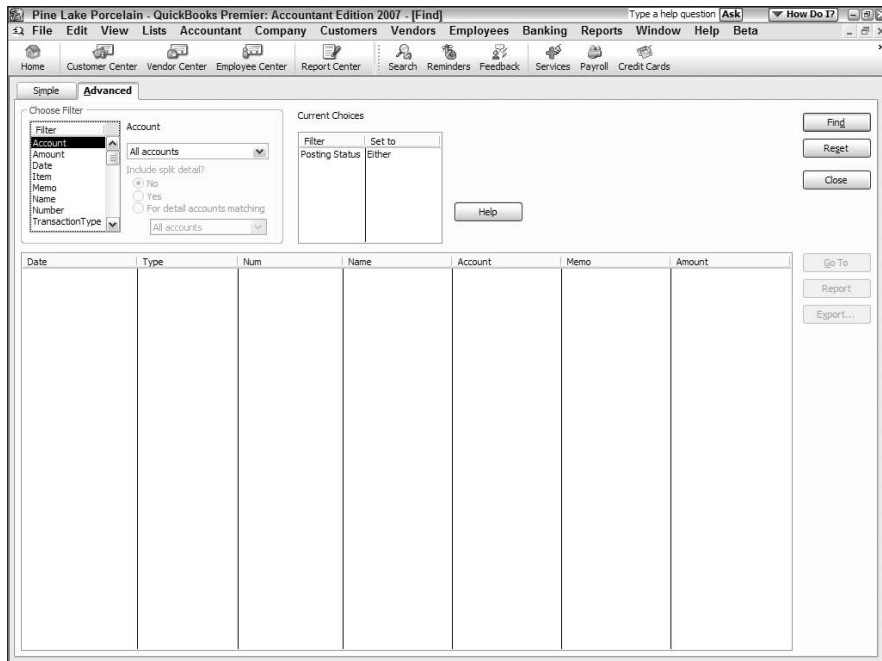 Pine Lake Porcelain - QuickBooks Premier: Accountant Edition 2007 - [Find] Type a help question Ask How Do I?
File Edit View Lists Accountant Company Customers Vendors Employees Banking Reports Window Help Beta
Home Customer Center Vendor Center Employee Center Report Center Search Reminders Feedback Services Payroll Credit Cards
Simple Advanced
Choose Filter
Filter
Account
Amount
Date
Item
Memo
Name
Number
TransactionType
Account
All accounts
Include split detail?
No
Yes
For detail accounts matching
All accounts
Current Choices
Filter Set to
Posting Status Either
Help
Find
Reset
Close
Date Type Num Name Account Memo Amount
Go To
Report
Export...